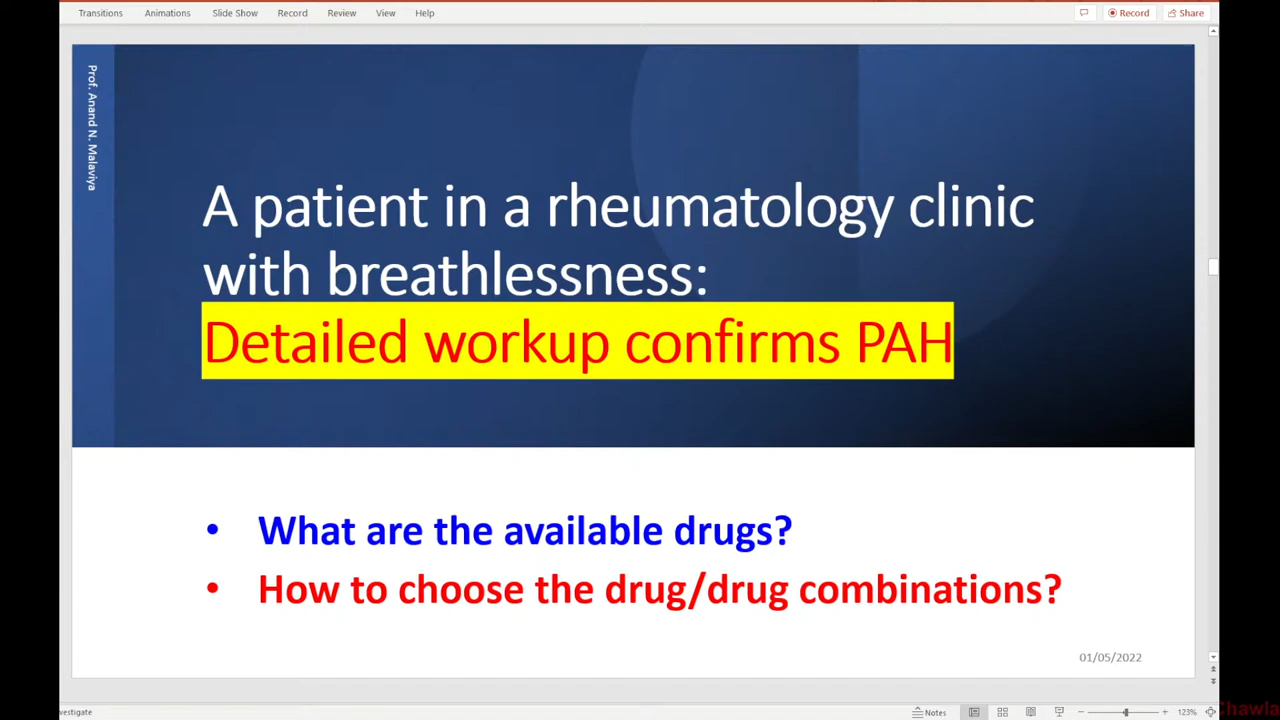 Transitions Animations Slide Show Record Review View Help
Record Share
Prof. Anand N. Malaviya
A patient in a rheumatology clinic
with breathlessness:
Detailed workup confirms PAH
• What are the available drugs?
• How to choose the drug/drug combinations?
01/05/2022
vestigate
Notes
123%
Chawla